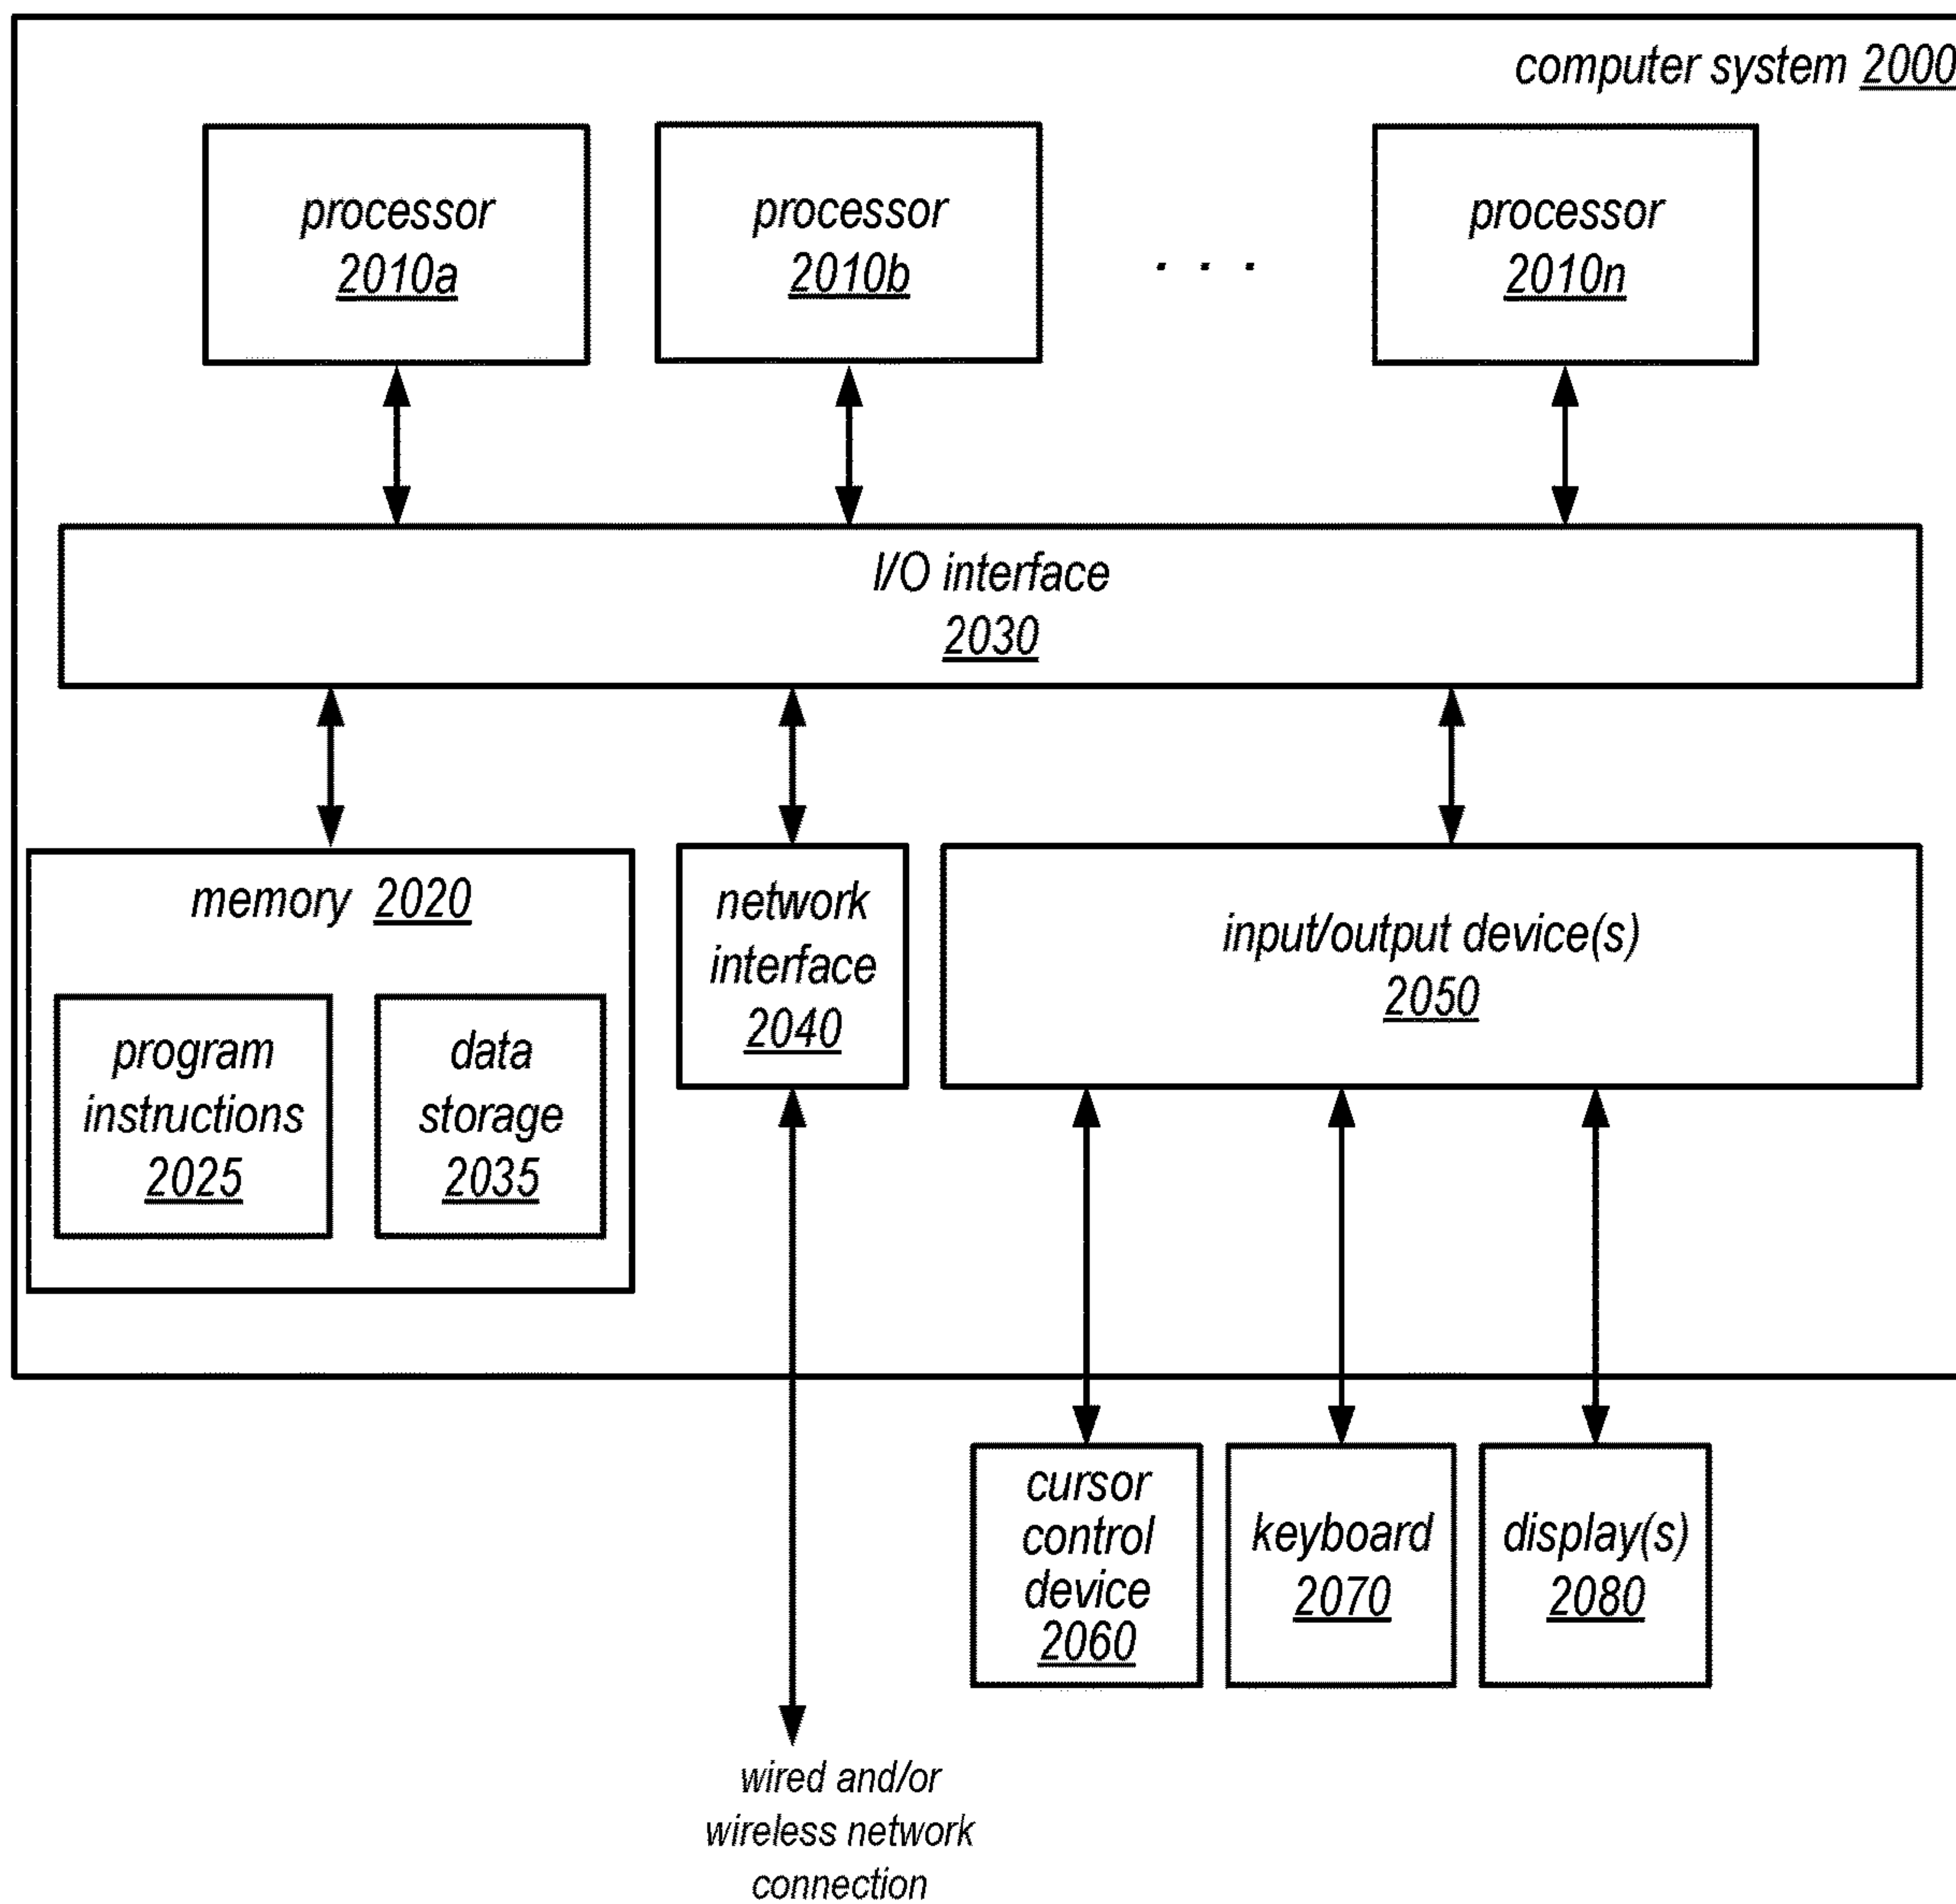 computer system 2000
processor
2010a
processor
2010b
. . .
processor
2010n
I/O interface
2030
memory 2020
program
instructions
2025
data
storage
2035
network
interface
2040
input/output device(s)
2050
cursor
control
device
2060
keyboard
2070
display(s)
2080
wired and/or
wireless network
connection